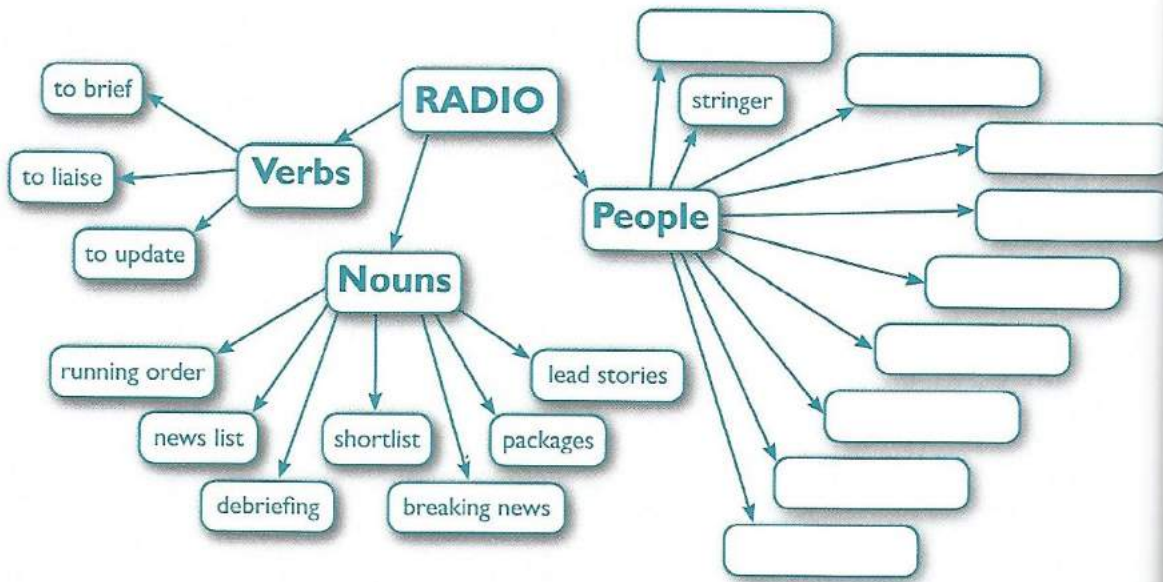 to brief
RADIO
stringer
to liaise
Verbs
People
to update
Nouns
running order
lead stories
news list
shortlist
packages
debriefing
breaking news